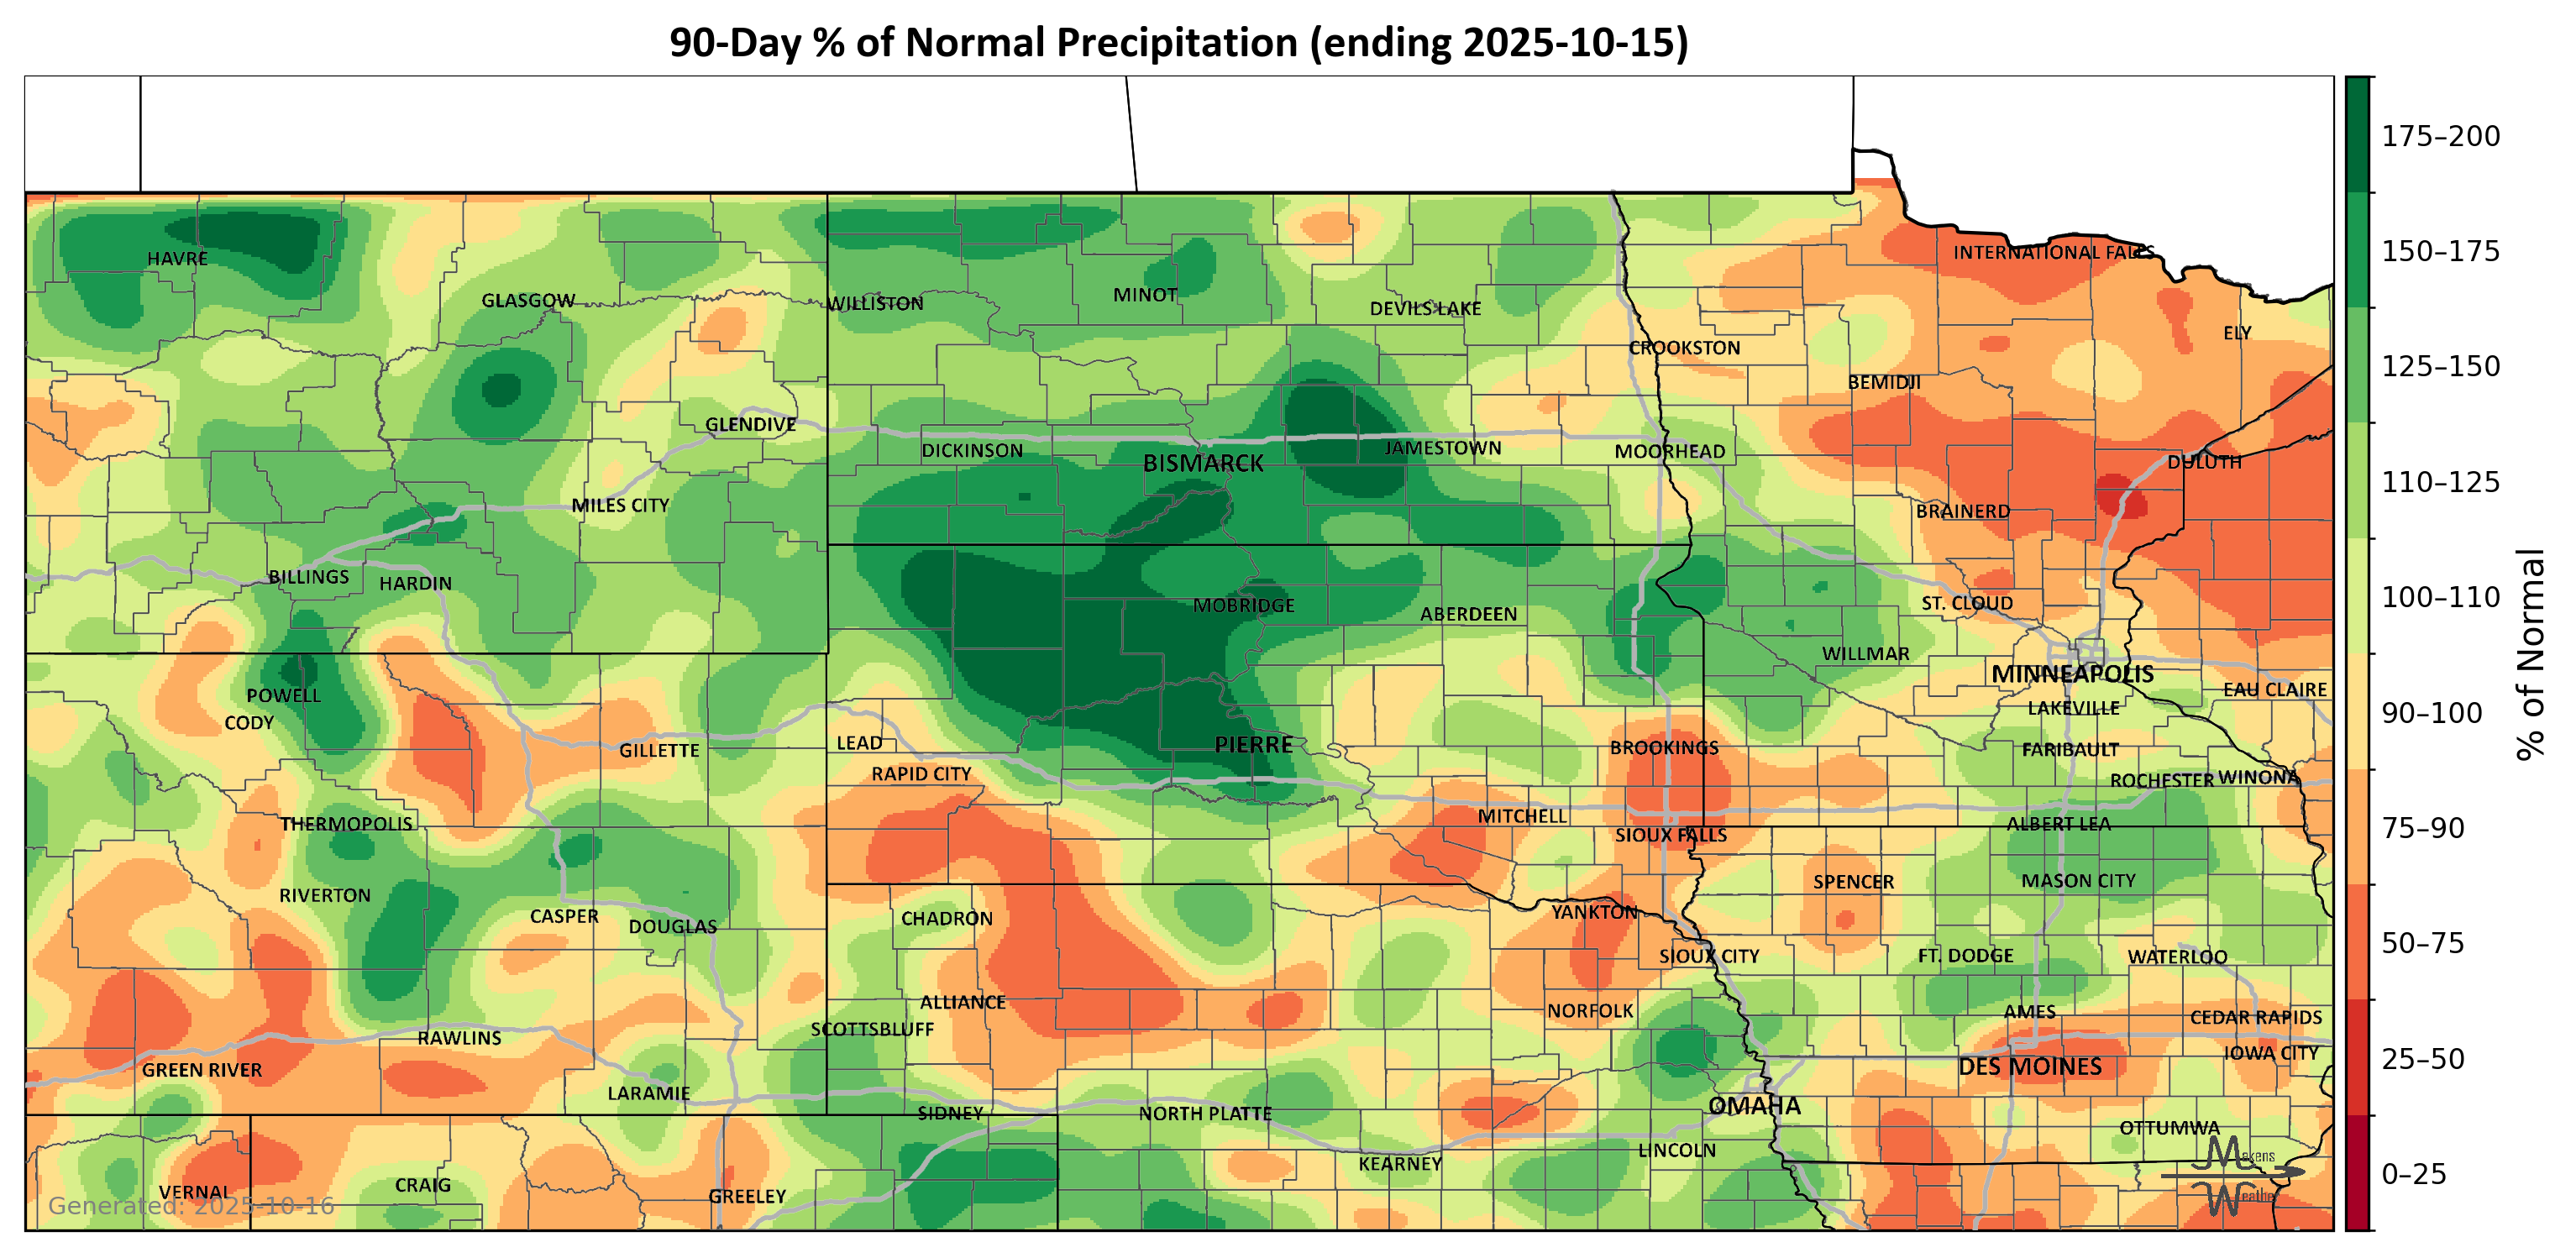 90-Day % of Normal Precipitation (ending 2025-10-15)
175–200
150–175
125–150
110–125
100–110
90–100
75–90
50–75
25–50
0–25
% of Normal
HAVRE
INTERNATIONAL FALLS
GLASGOW
WILLISTON
MINOT
DEVILS LAKE
ELY
CROOKSTON
BEMIDJI
GLENDIVE
DICKINSON
BISMARCK
JAMESTOWN
MOORHEAD
DULUTH
MILES CITY
BRAINERD
BILLINGS
HARDIN
MOBRIDGE
ABERDEEN
ST. CLOUD
WILLMAR
MINNEAPOLIS
POWELL
EAU CLAIRE
CODY
LAKEVILLE
GILLETTE
LEAD
PIERRE
BROOKINGS
FARIBAULT
RAPID CITY
ROCHESTER
WINONA
THERMOPOLIS
MITCHELL
SIOUX FALLS
ALBERT LEA
RIVERTON
SPENCER
MASON CITY
CASPER
DOUGLAS
CHADRON
YANKTON
SIOUX CITY
FT. DODGE
WATERLOO
ALLIANCE
NORFOLK
AMES
CEDAR RAPIDS
SCOTTSBLUFF
RAWLINS
GREEN RIVER
DES MOINES
IOWA CITY
LARAMIE
SIDNEY
NORTH PLATTE
OMAHA
OTTUMWA
LINCOLN
KEARNEY
VERNAL
CRAIG
GREELEY
Makens
Weather
Generated: 2025-10-16